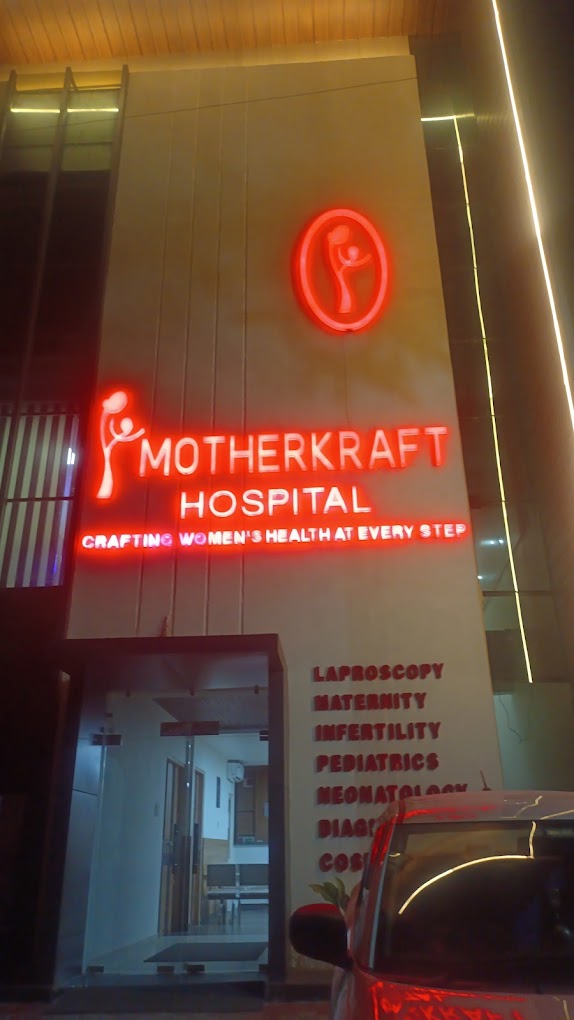 MOTHERKRAFT
HOSPITAL
CRAFTING WOMEN'S HEALTH AT EVERY STEP
LAPROSCOPY
MATERNITY
INFERTILITY
PEDIATRICS
NEONATOLOGY